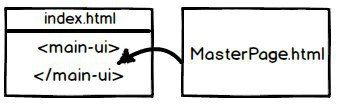 index.html
<main-ui>
</main-ui>
MasterPage.html